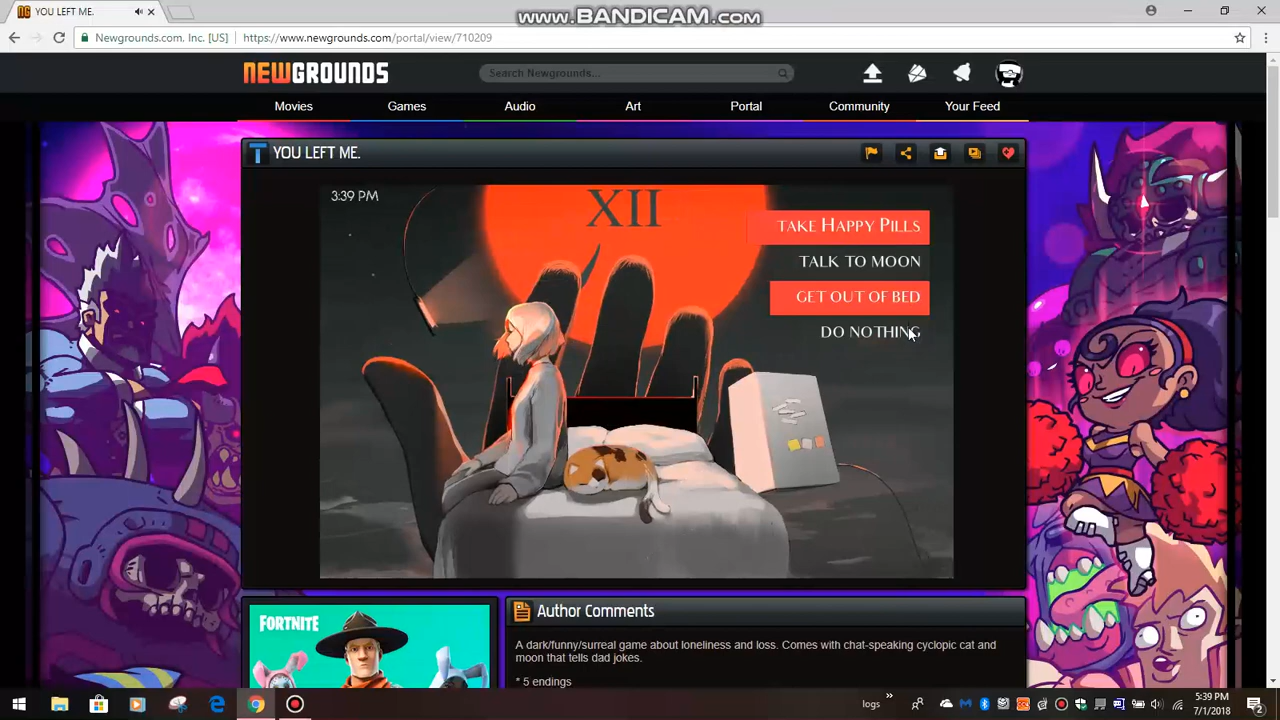 www.BANDICAM.com
YOU LEFT ME.
Newgrounds.com. Inc. [US]
https://www.newgrounds.com/portal/view/710209
NEWGROUNDS
Search Newgrounds...
Movies
Games
Audio
Art
Portal
Community
Your Feed
T YOU LEFT ME.
3:39 PM
XII
TAKE HAPPY PILLS
TALK TO MOON
GET OUT OF BED
DO NOTHING
FORTNITE
Author Comments
A dark/funny/surreal game about loneliness and loss. Comes with chat-speaking cyclopic cat and
moon that tells dad jokes.
* 5 endings
logs
»
5:39 PM
7/1/2018